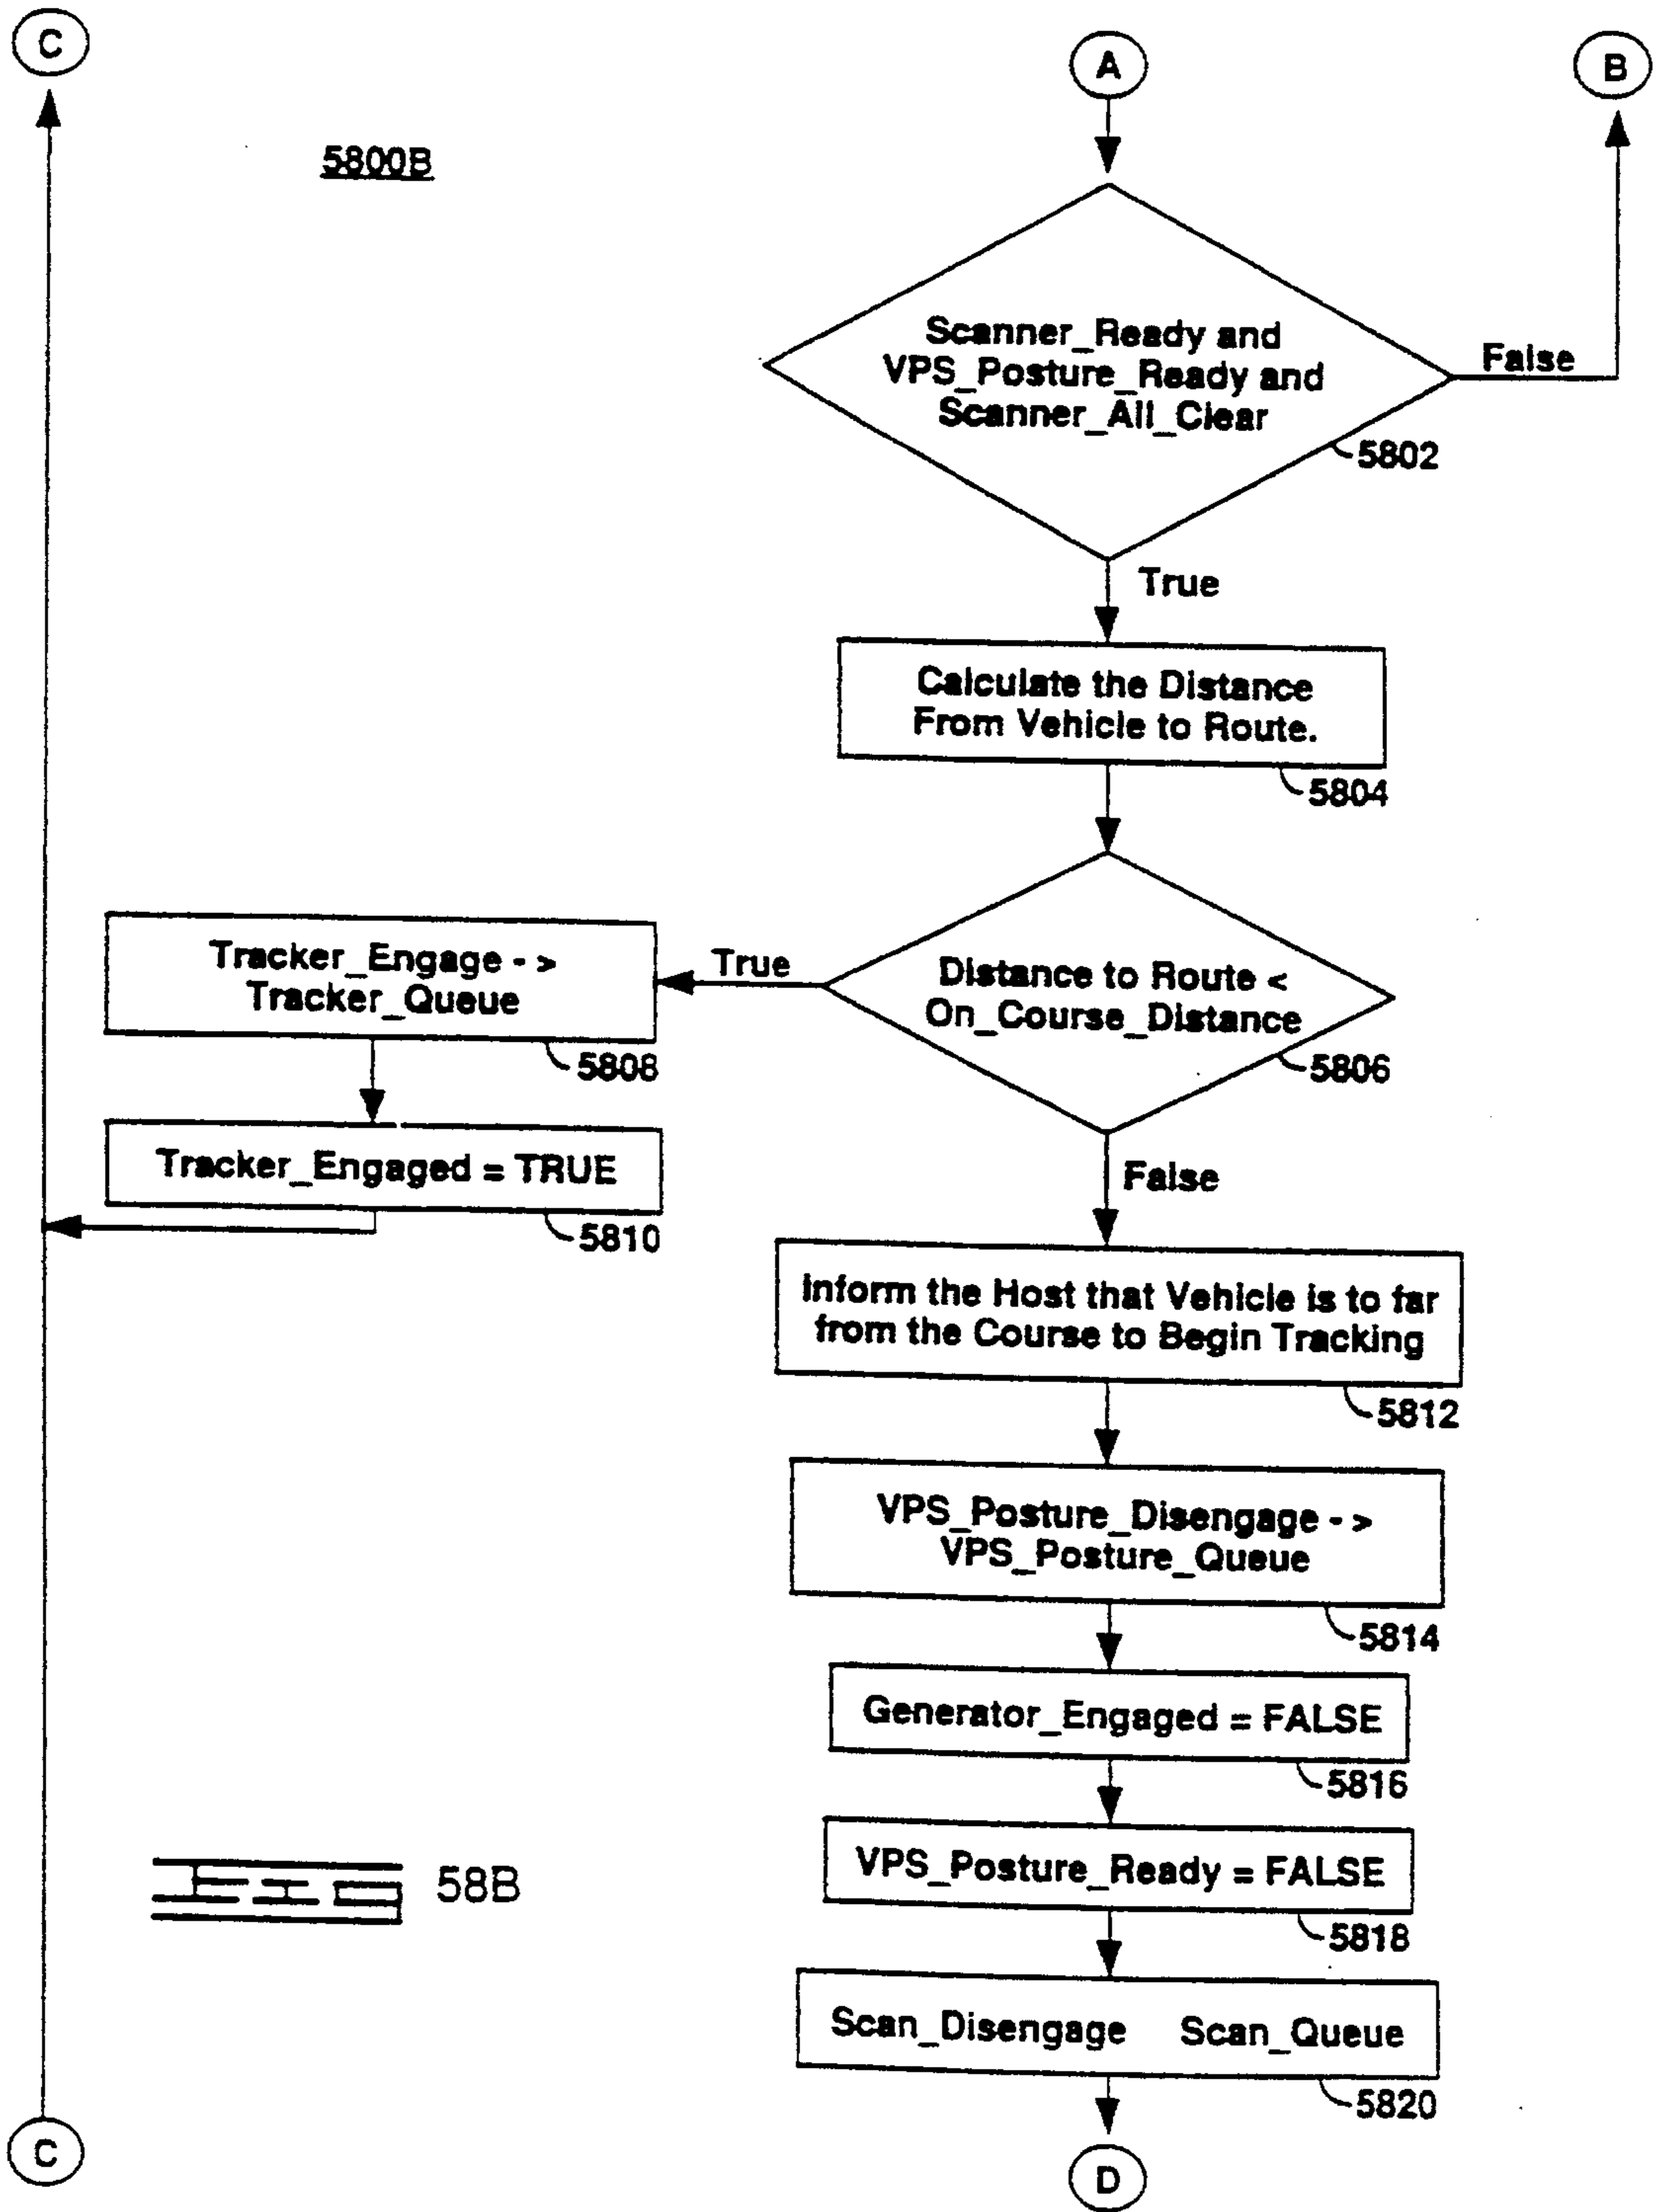 C
A
B
5800B
Scanner_Ready and
VPS_Posture_Ready and
Scanner_All_Clear
False
5802
True
Calculate the Distance
From Vehicle to Route.
5804
Distance to Route <
On_Course_Distance
5806
True
Tracker_Engage - >
Tracker_Queue
5808
Tracker_Engaged = TRUE
5810
False
Inform the Host that Vehicle is to far
from the Course to Begin Tracking
5812
VPS_Posture_Disengage - >
VPS_Posture_Queue
5814
Generator_Engaged = FALSE
5816
VPS_Posture_Ready = FALSE
5818
Scan_Disengage Scan_Queue
5820
58B
C
D